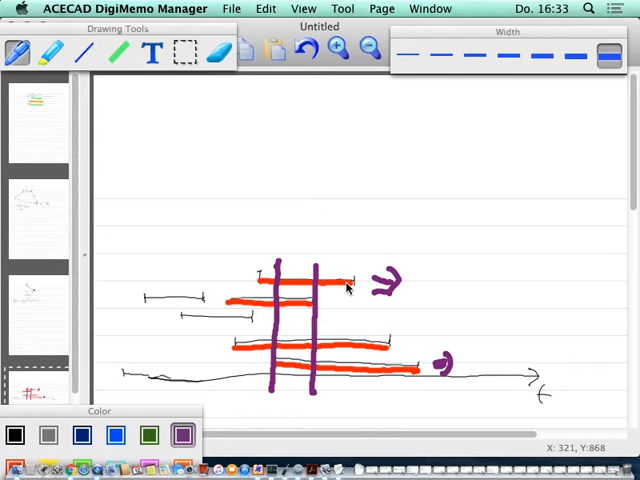 ACECAD DigiMemo Manager File Edit View Tool Page Window Do. 16:33
Drawing Tools
Untitled
Width
T
t
Color
X: 321, Y:868